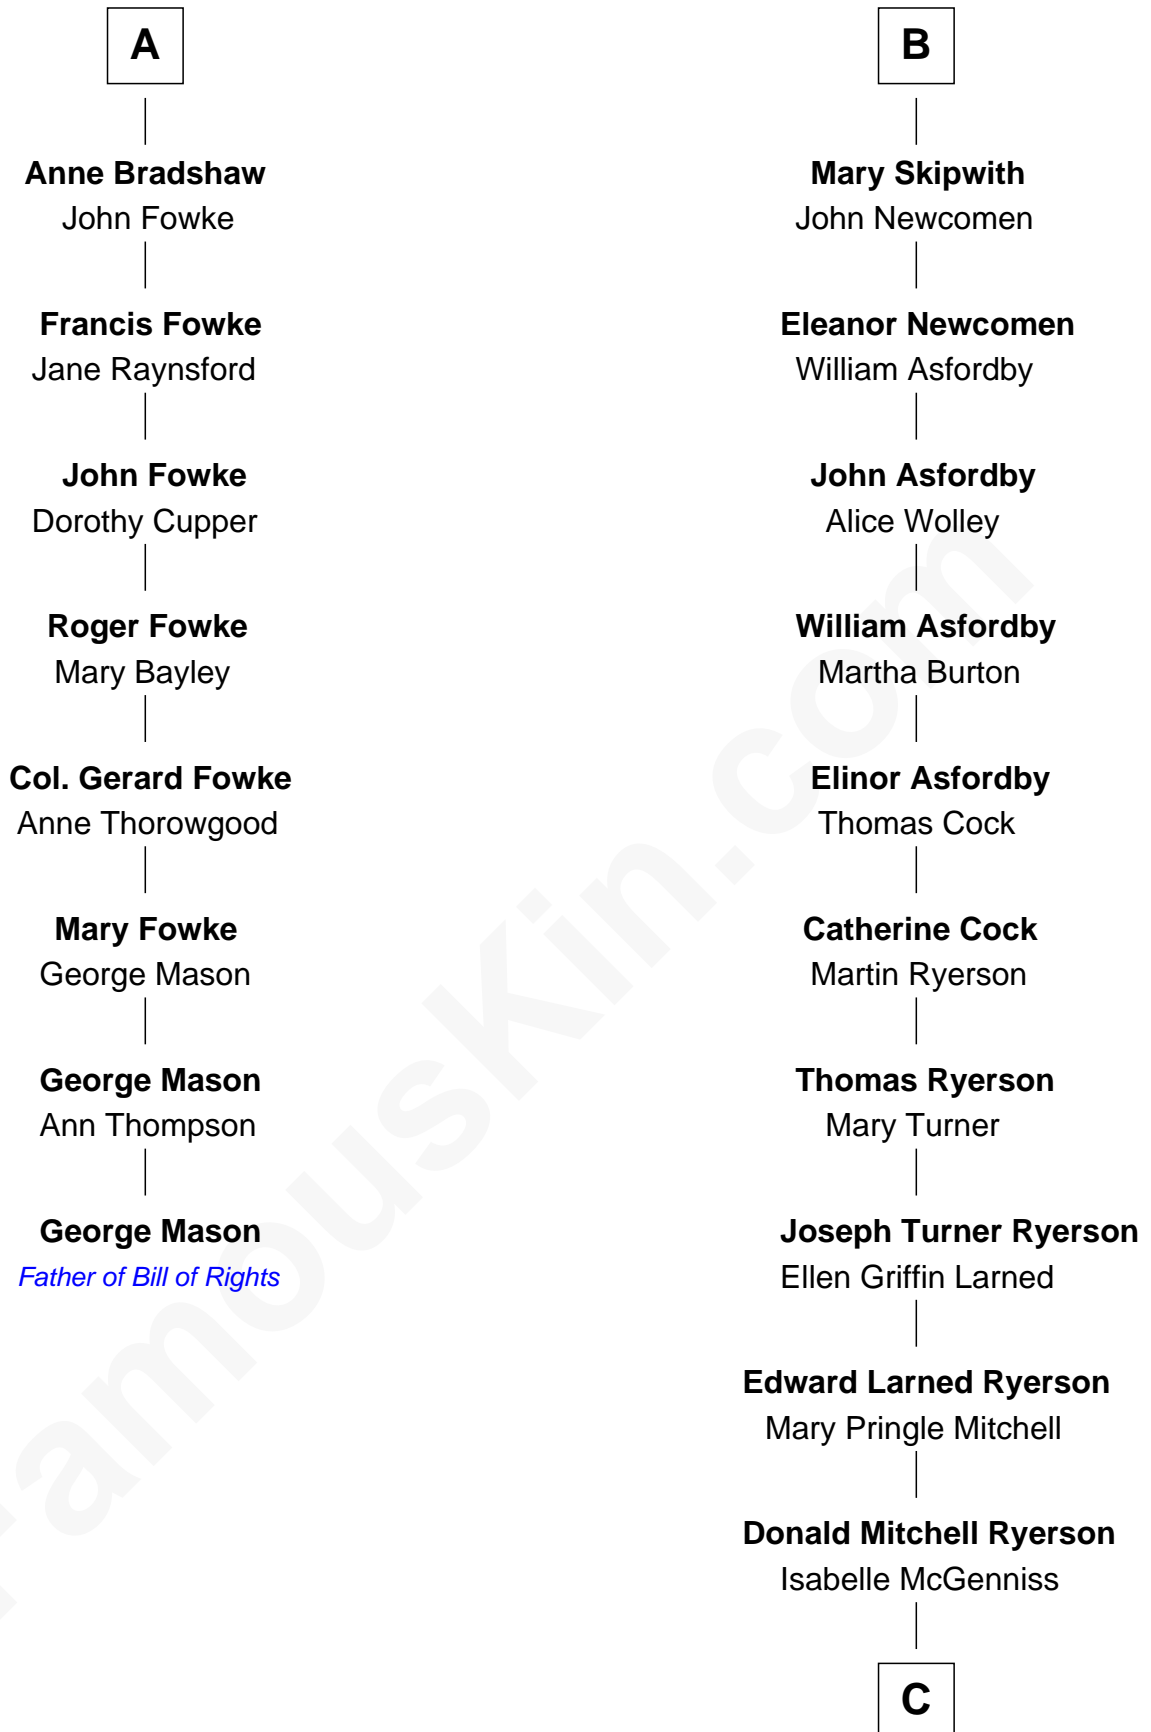 A
Anne Bradshaw
John Fowke
Francis Fowke
Jane Raynsford
John Fowke
Dorothy Cupper
Roger Fowke
Mary Bayley
Col. Gerard Fowke
Anne Thorowgood
Mary Fowke
George Mason
George Mason
Ann Thompson
George Mason
Father of Bill of Rights
B
Mary Skipwith
John Newcomen
Eleanor Newcomen
William Asfordby
John Asfordby
Alice Wolley
William Asfordby
Martha Burton
Elinor Asfordby
Thomas Cock
Catherine Cock
Martin Ryerson
Thomas Ryerson
Mary Turner
Joseph Turner Ryerson
Ellen Griffin Larned
Edward Larned Ryerson
Mary Pringle Mitchell
Donald Mitchell Ryerson
Isabelle McGenniss
C
FamousKin.com